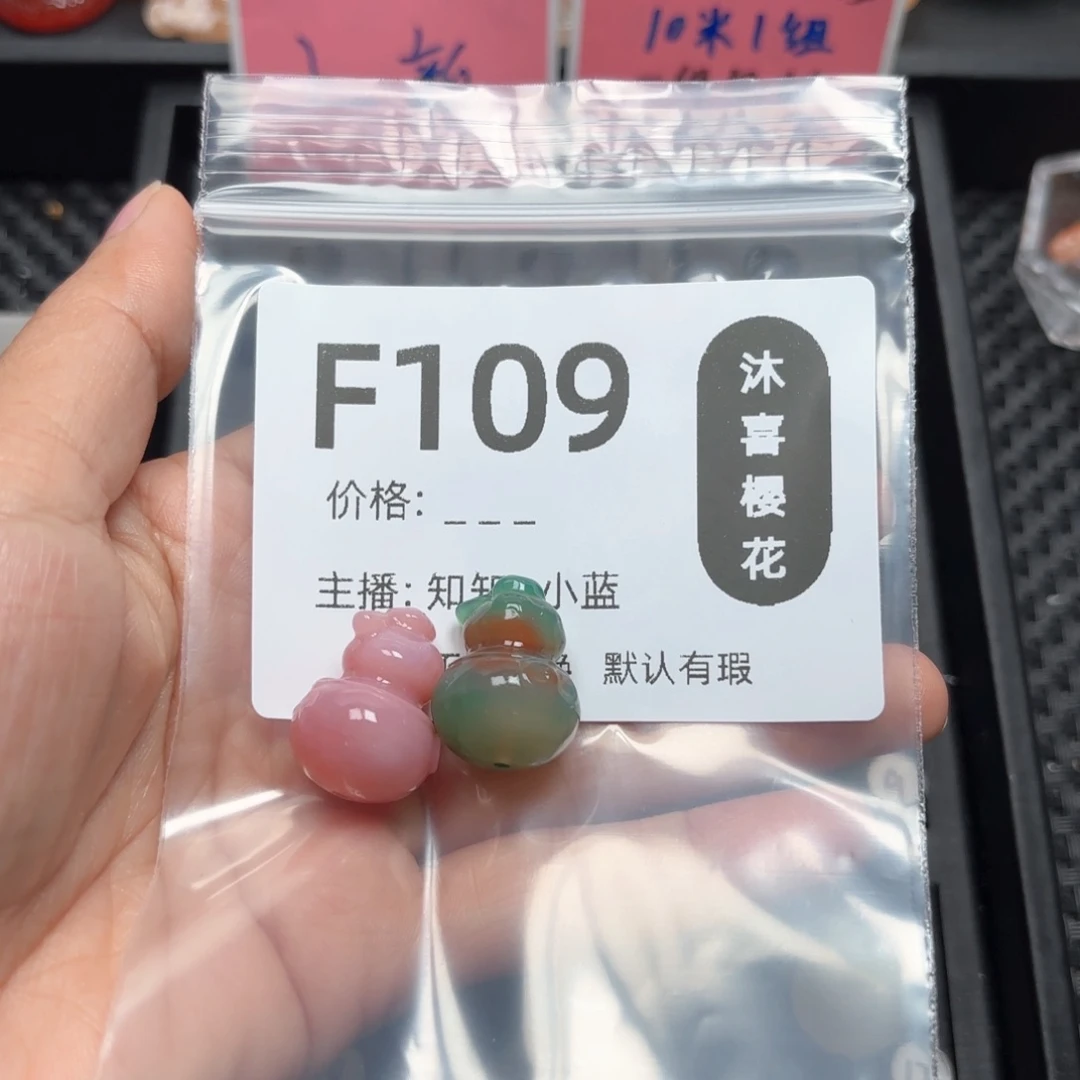 10米1组
F109
价格: _ _ _
主播: 知知 小蓝
默认有瑕
沐喜樱花